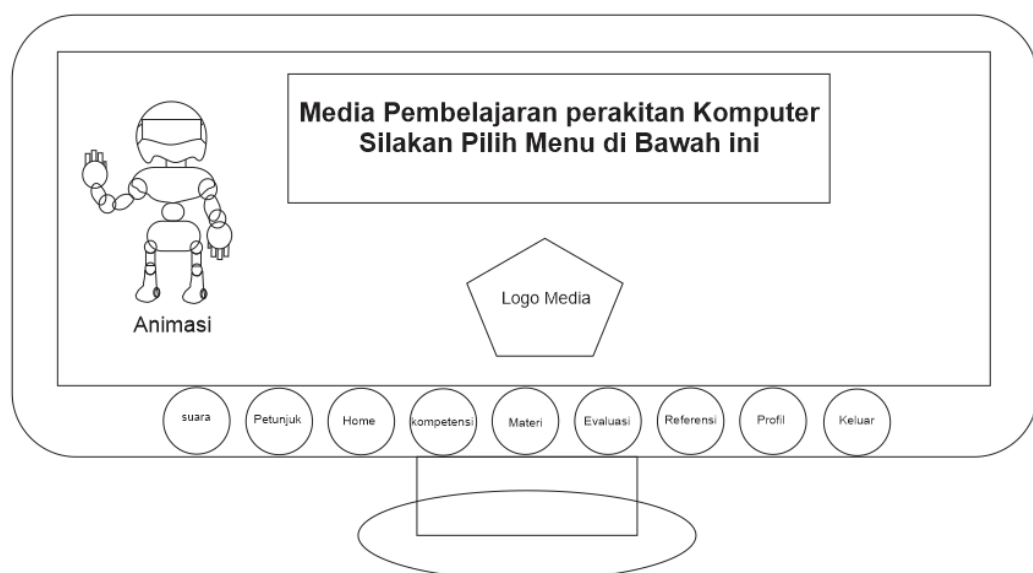 Media Pembelajaran perakitan Komputer
Silakan Pilih Menu di Bawah ini
Logo Media
Animasi
suara
Petunjuk
Home
kompetensi
Materi
Evaluasi
Referensi
Profil
Keluar